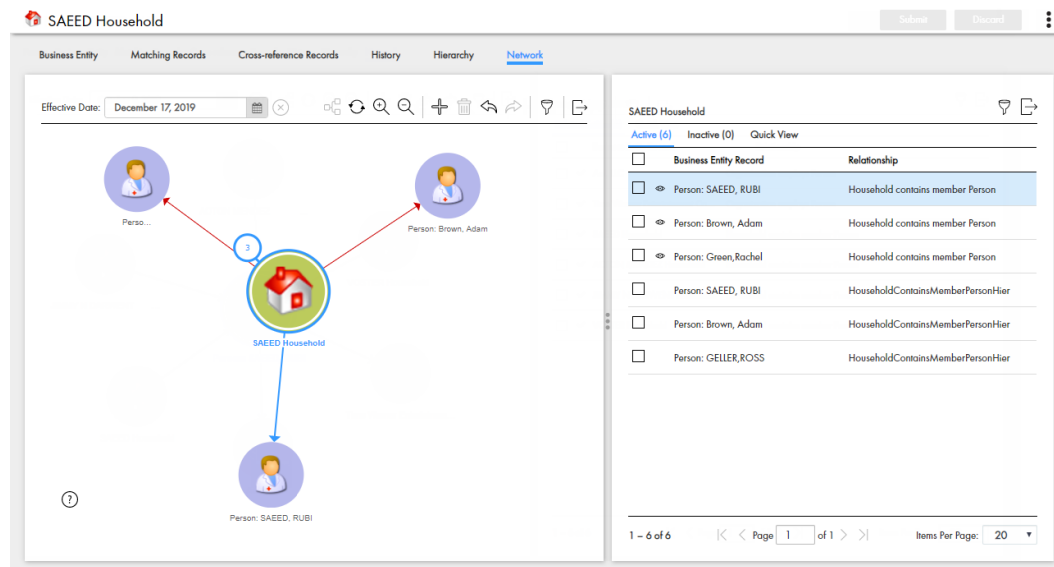 SAEED Household
Submit Discard
Business Entity Matching Records Cross-reference Records History Hierarchy Network
Effective Date: December 17, 2019
Perso...
Person: Brown, Adam
3
SAEED Household
Person: SAEED, RUBI
?
SAEED Household
Active (6) Inactive (0) Quick View
Business Entity Record Relationship
Person: SAEED, RUBI Household contains member Person
Person: Brown, Adam Household contains member Person
Person: Green,Rachel Household contains member Person
Person: SAEED, RUBI HouseholdContainsMemberPersonHier
Person: Brown, Adam HouseholdContainsMemberPersonHier
Person: GELLER,ROSS HouseholdContainsMemberPersonHier
1 – 6 of 6 Page 1 of 1 Items Per Page: 20